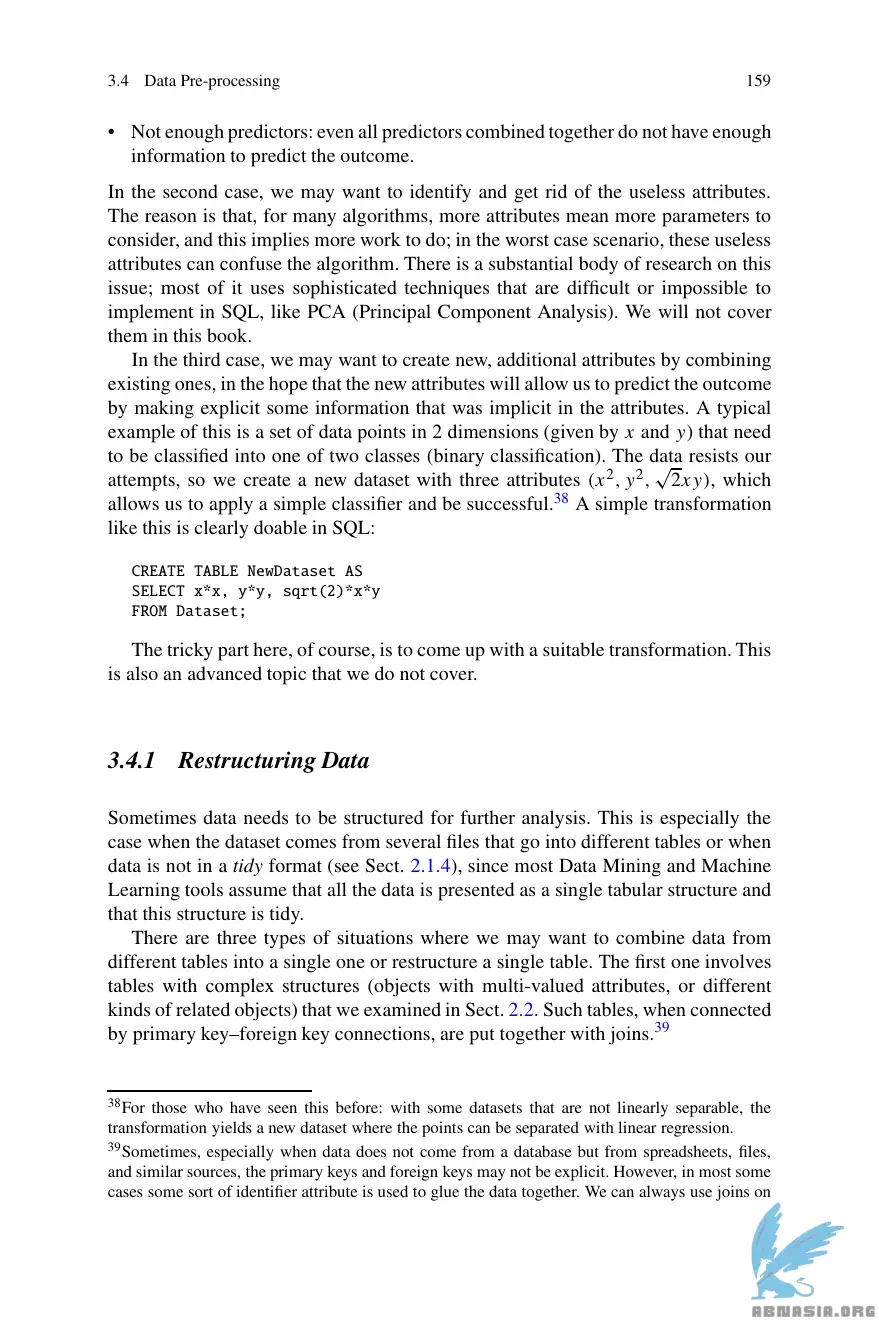 3.4 Data Pre-processing 159
• Not enough predictors: even all predictors combined together do not have enough
information to predict the outcome.
In the second case, we may want to identify and get rid of the useless attributes.
The reason is that, for many algorithms, more attributes mean more parameters to
consider, and this implies more work to do; in the worst case scenario, these useless
attributes can confuse the algorithm. There is a substantial body of research on this
issue; most of it uses sophisticated techniques that are difficult or impossible to
implement in SQL, like PCA (Principal Component Analysis). We will not cover
them in this book.
In the third case, we may want to create new, additional attributes by combining
existing ones, in the hope that the new attributes will allow us to predict the outcome
by making explicit some information that was implicit in the attributes. A typical
example of this is a set of data points in 2 dimensions (given by x and y) that need
to be classified into one of two classes (binary classification). The data resists our
attempts, so we create a new dataset with three attributes (x², y², √2xy), which
allows us to apply a simple classifier and be successful.³⁸ A simple transformation
like this is clearly doable in SQL:
CREATE TABLE NewDataset AS
SELECT x*x, y*y, sqrt(2)*x*y
FROM Dataset;
The tricky part here, of course, is to come up with a suitable transformation. This
is also an advanced topic that we do not cover.
3.4.1 Restructuring Data
Sometimes data needs to be structured for further analysis. This is especially the
case when the dataset comes from several files that go into different tables or when
data is not in a tidy format (see Sect. 2.1.4), since most Data Mining and Machine
Learning tools assume that all the data is presented as a single tabular structure and
that this structure is tidy.
There are three types of situations where we may want to combine data from
different tables into a single one or restructure a single table. The first one involves
tables with complex structures (objects with multi-valued attributes, or different
kinds of related objects) that we examined in Sect. 2.2. Such tables, when connected
by primary key–foreign key connections, are put together with joins.³⁹
³⁸For those who have seen this before: with some datasets that are not linearly separable, the
transformation yields a new dataset where the points can be separated with linear regression.
³⁹Sometimes, especially when data does not come from a database but from spreadsheets, files,
and similar sources, the primary keys and foreign keys may not be explicit. However, in most some
cases some sort of identifier attribute is used to glue the data together. We can always use joins on
ABNASIA.ORG